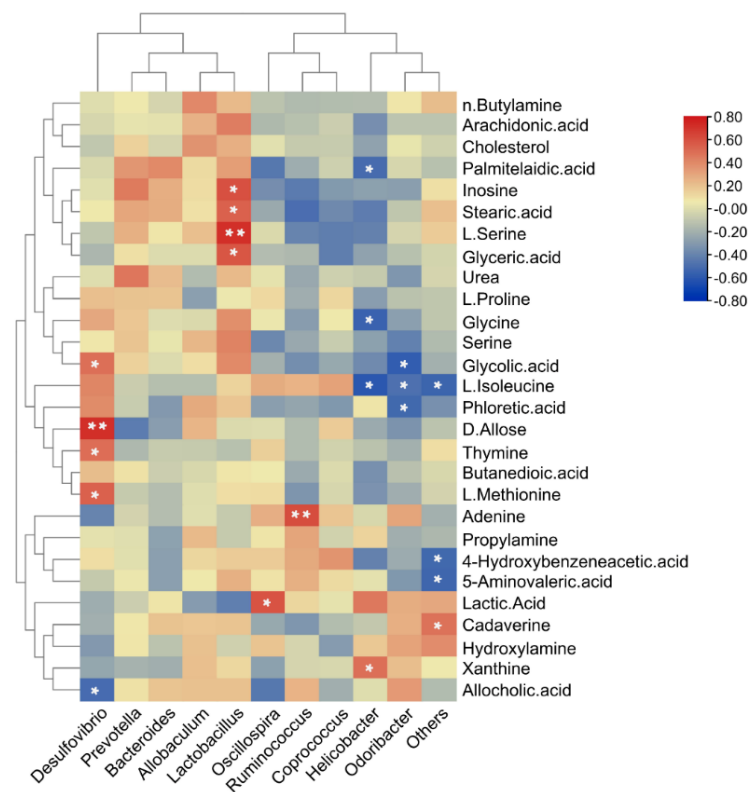 n.Butylamine
Arachidonic.acid
Cholesterol
Palmitelaidic.acid
Inosine
Stearic.acid
L.Serine
Glyceric.acid
Urea
L.Proline
Glycine
Serine
Glycolic.acid
L.Isoleucine
Phloretic.acid
D.Allose
Thymine
Butanedioic.acid
L.Methionine
Adenine
Propylamine
4-Hydroxybenzeneacetic.acid
5-Aminovaleric.acid
Lactic.Acid
Cadaverine
Hydroxylamine
Xanthine
Allocholic.acid
0.80
0.60
0.40
0.20
-0.00
-0.20
-0.40
-0.60
-0.80
*
*
*
**
*
*
*
*
*
*
*
*
**
*
*
**
*
*
*
*
*
*
Desulfovibrio
Prevotella
Bacteroides
Allobaculum
Lactobacillus
Oscillospira
Ruminococcus
Coprococcus
Helicobacter
Odoribacter
Others